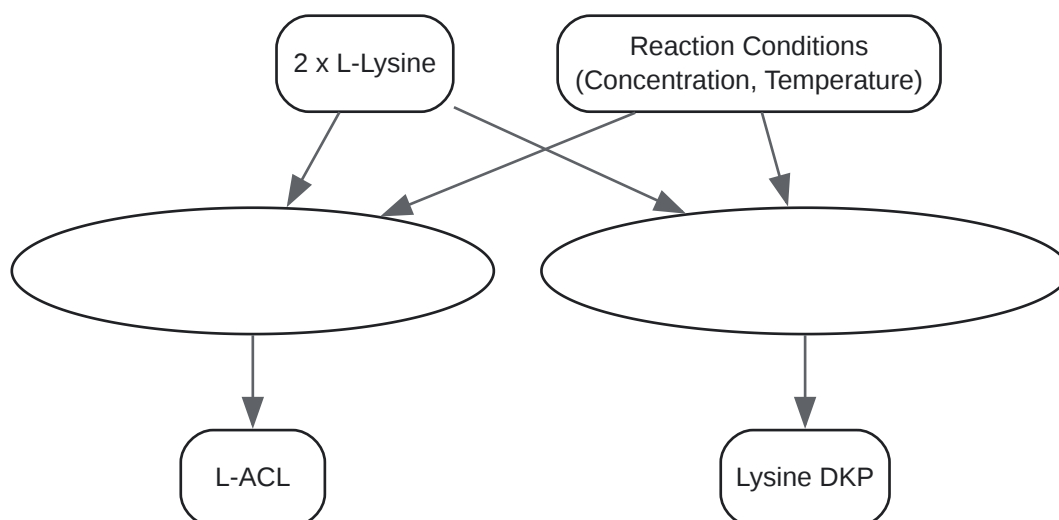 2 x L-Lysine
Reaction Conditions
(Concentration, Temperature)
L-ACL
Lysine DKP